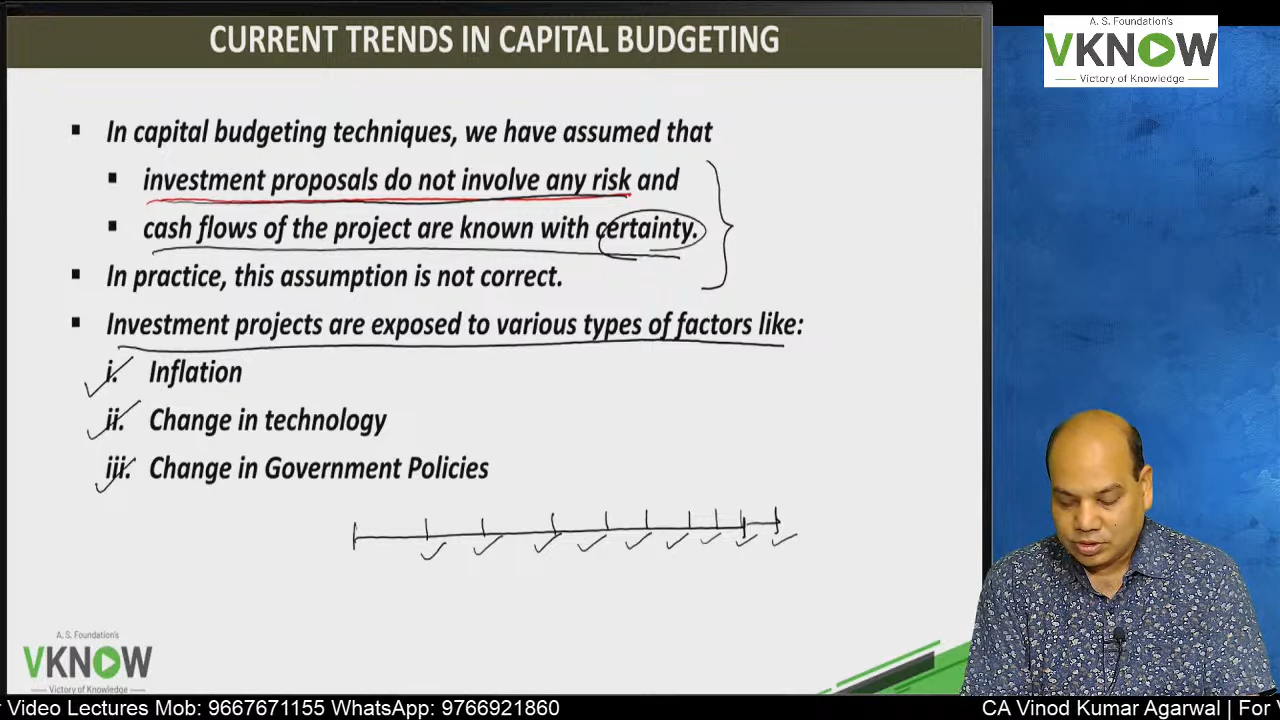 CURRENT TRENDS IN CAPITAL BUDGETING
A. S. Foundation's
VKNOW
Victory of Knowledge
▪ In capital budgeting techniques, we have assumed that
▪ investment proposals do not involve any risk and
▪ cash flows of the project are known with certainty.
▪ In practice, this assumption is not correct.
▪ Investment projects are exposed to various types of factors like:
i. Inflation
ii. Change in technology
iii. Change in Government Policies
A. S. Foundation's
VKNOW
Victory of Knowledge
r Video Lectures Mob: 9667671155 WhatsApp: 9766921860
CA Vinod Kumar Agarwal | For V